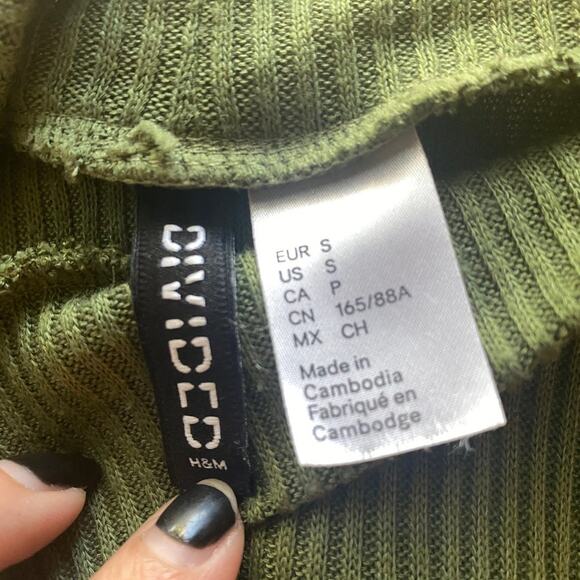 DIVIDED
H&M
EUR S
US S
CA P
CN 165/88A
MX CH
Made in
Cambodia
Fabriqué en
Cambodge